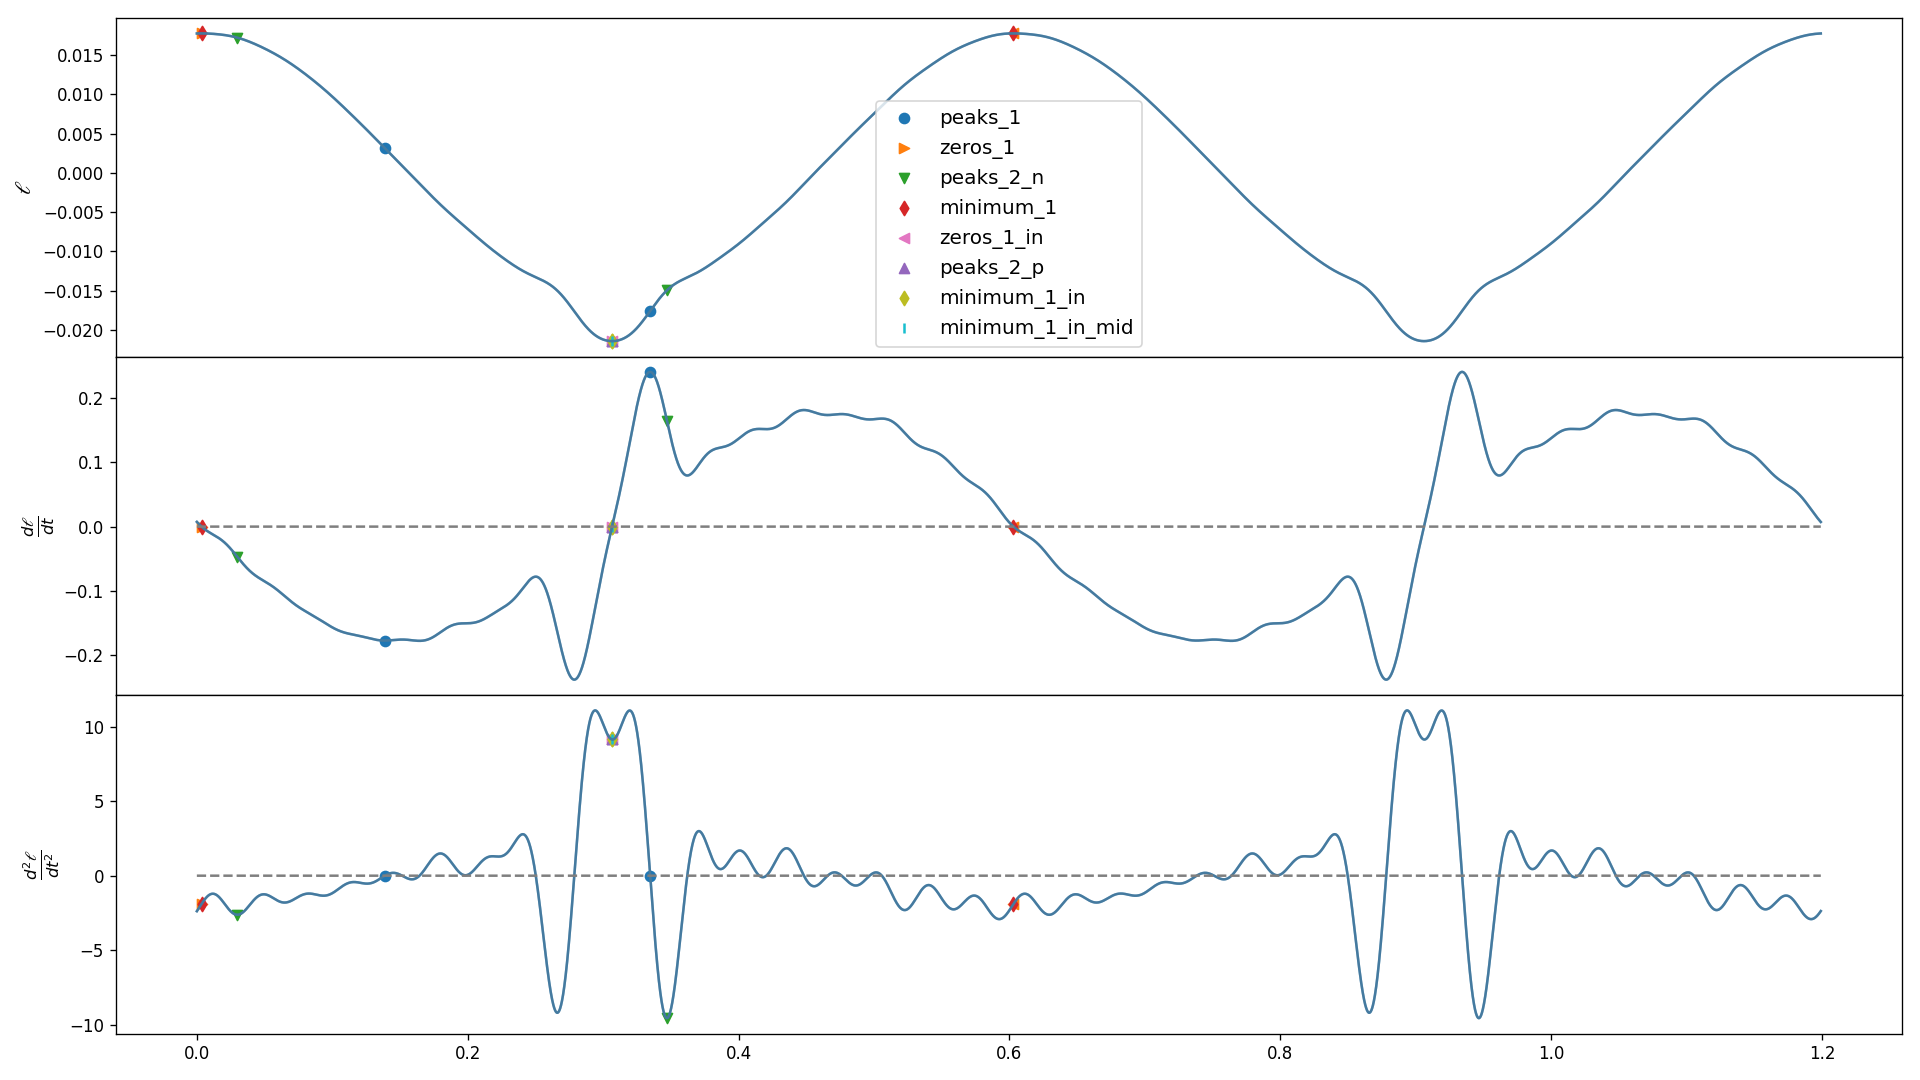 0.015
0.010
0.005
0.000
−0.005
−0.010
−0.015
−0.020
ℓ
peaks_1
zeros_1
peaks_2_n
minimum_1
zeros_1_in
peaks_2_p
minimum_1_in
minimum_1_in_mid
0.2
0.1
0.0
−0.1
−0.2
dℓ
dt
10
5
0
−5
−10
d²ℓ
dt²
0.0 0.2 0.4 0.6 0.8 1.0 1.2